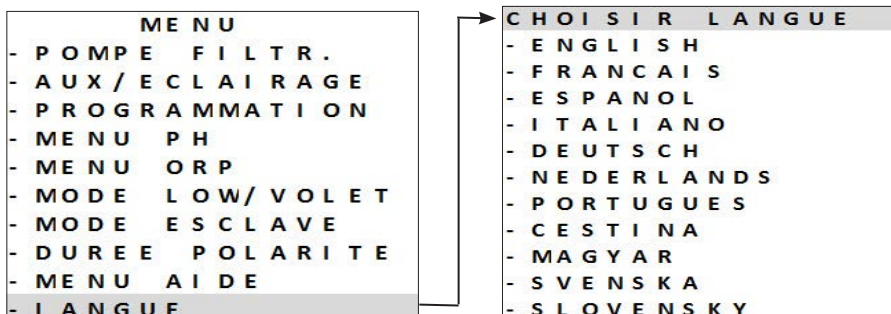 MENU
- POMPE FILTR.
- AUX/ECLAIRAGE
- PROGRAMMATION
- MENU PH
- MENU ORP
- MODE LOW/VOLET
- MODE ESCLAVE
- DUREE POLARITE
- MENU AIDE
- LANGUE
CHOISIR LANGUE
- ENGLISH
- FRANCAIS
- ESPANOL
- ITALIANO
- DEUTSCH
- NEDERLANDS
- PORTUGUES
- CESTINA
- MAGYAR
- SVENSKA
- SLOVENSKY